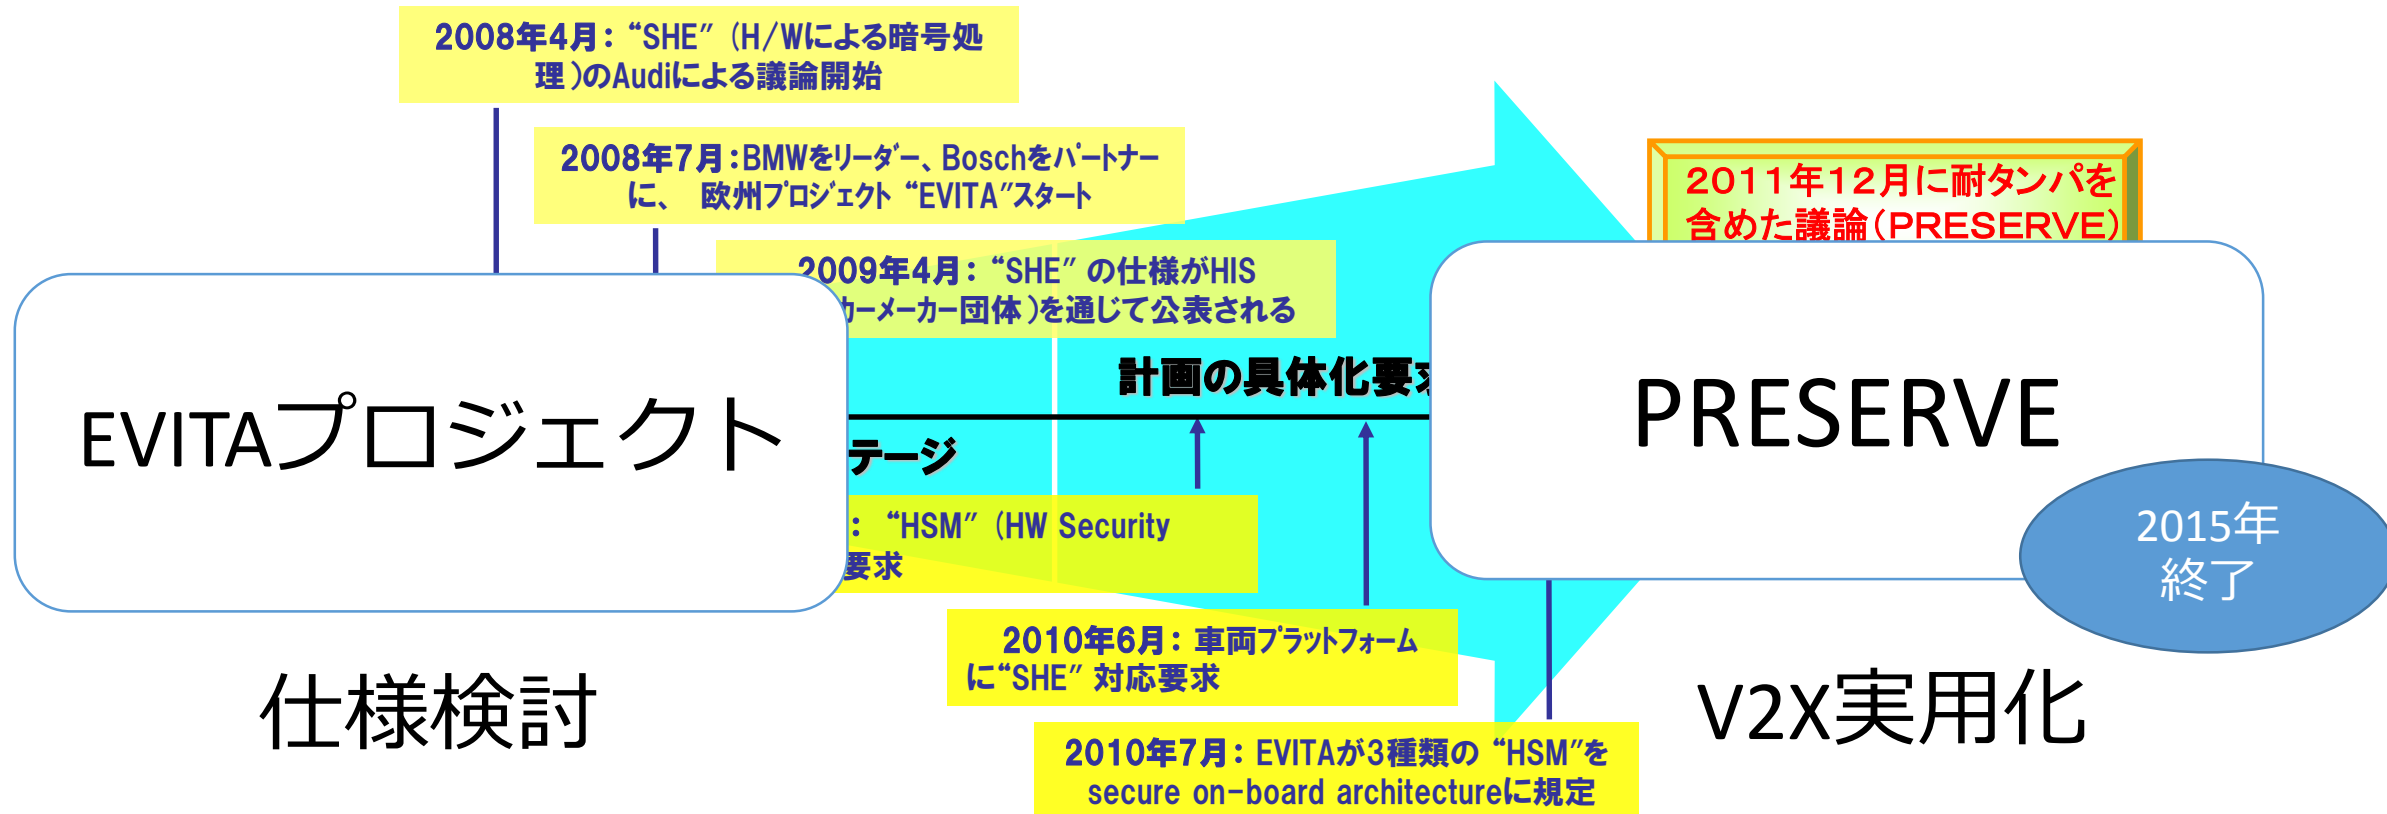 2008年4月：“SHE”（H/Wによる暗号処
理）のAudiによる議論開始
2008年7月：BMWをリーダー、Boschをパートナー
に、 欧州プロジェクト “EVITA”スタート
2011年12月に耐タンパを
含めた議論（PRESERVE）
2009年4月：“SHE” の仕様がHIS
カーメーカー団体）を通じて公表される
計画の具体化要求
EVITAプロジェクト
PRESERVE
テージ
： “HSM”（HW Security
要求
2015年
終了
2010年6月： 車両プラットフォーム
に“SHE” 対応要求
仕様検討
V2X実用化
2010年7月： EVITAが3種類の “HSM”を
secure on-board architectureに規定